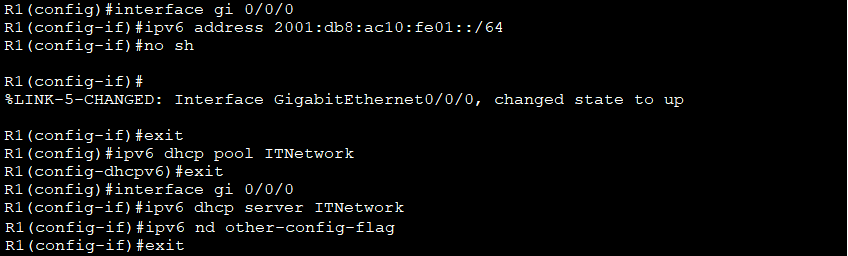 R1(config)#interface gi 0/0/0
R1(config-if)#ipv6 address 2001:db8:ac10:fe01::/64
R1(config-if)#no sh
R1(config-if)#
%LINK-5-CHANGED: Interface GigabitEthernet0/0/0, changed state to up
R1(config-if)#exit
R1(config)#ipv6 dhcp pool ITNetwork
R1(config-dhcpv6)#exit
R1(config)#interface gi 0/0/0
R1(config-if)#ipv6 dhcp server ITNetwork
R1(config-if)#ipv6 nd other-config-flag
R1(config-if)#exit